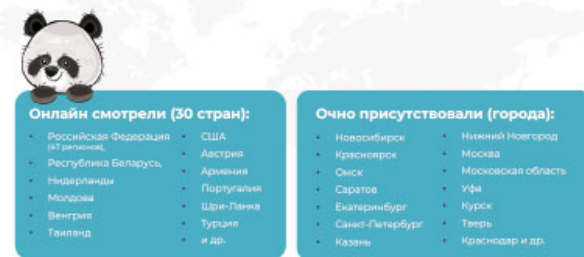 Онлайн смотрели (30 стран):
Российская Федерация
(47 регионов),
Республика Беларусь,
Нидерланды
Молдова
Венгрия
Таиланд
США
Австрия
Армения
Португалия
Шри-Ланка
Турция
и др.
Очно присутствовали (города):
Новосибирск
Красноярск
Омск
Саратов
Екатеринбург
Санкт-Петербург
Казань
Нижний Новгород
Москва
Московская область
Уфа
Курск
Тверь
Краснодар и др.